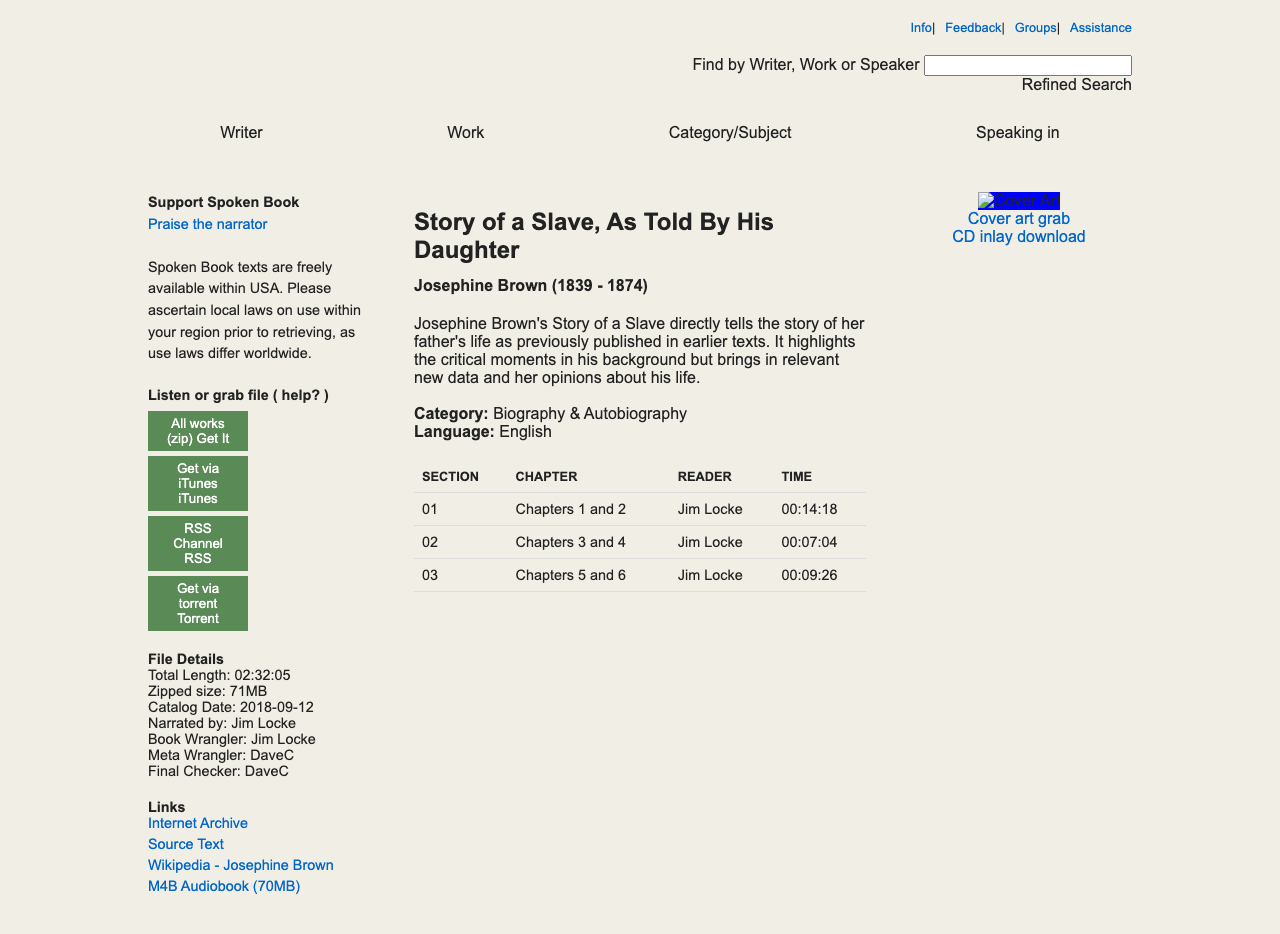 Info| Feedback| Groups| Assistance
Find by Writer, Work or Speaker
Refined Search
Writer Work Category/Subject Speaking in
Support Spoken Book
Praise the narrator
Spoken Book texts are freely
available within USA. Please
ascertain local laws on use within
your region prior to retrieving, as
use laws differ worldwide.
Listen or grab file ( help? )
All works
(zip) Get It
Get via
iTunes
iTunes
RSS
Channel
RSS
Get via
torrent
Torrent
File Details
Total Length: 02:32:05
Zipped size: 71MB
Catalog Date: 2018-09-12
Narrated by: Jim Locke
Book Wrangler: Jim Locke
Meta Wrangler: DaveC
Final Checker: DaveC
Links
Internet Archive
Source Text
Wikipedia - Josephine Brown
M4B Audiobook (70MB)
Story of a Slave, As Told By His
Daughter
Josephine Brown (1839 - 1874)
Josephine Brown's Story of a Slave directly tells the story of her
father's life as previously published in earlier texts. It highlights
the critical moments in his background but brings in relevant
new data and her opinions about his life.
Category: Biography & Autobiography
Language: English
SECTION CHAPTER READER TIME
01 Chapters 1 and 2 Jim Locke 00:14:18
02 Chapters 3 and 4 Jim Locke 00:07:04
03 Chapters 5 and 6 Jim Locke 00:09:26
Cover Art
Cover art grab
CD inlay download